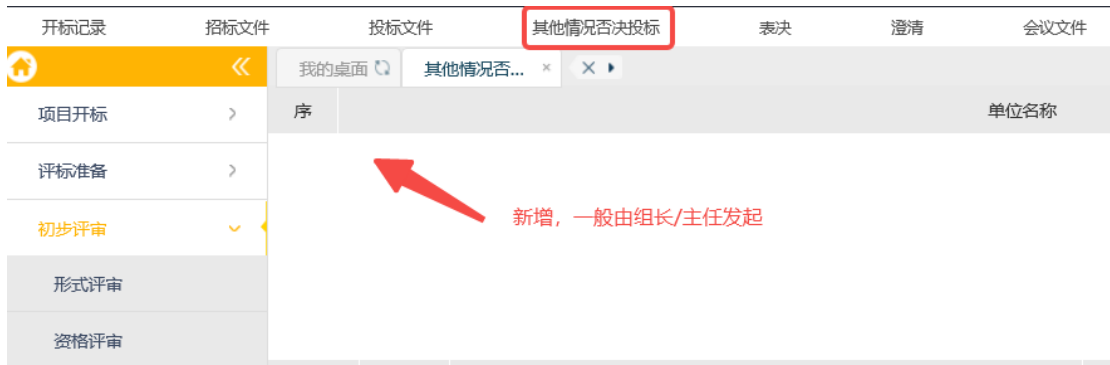 开标记录 招标文件 投标文件 其他情况否决投标 表决 澄清 会议文件
我的桌面 其他情况否...
序 单位名称
项目开标
评标准备
初步评审
形式评审
资格评审
新增，一般由组长/主任发起